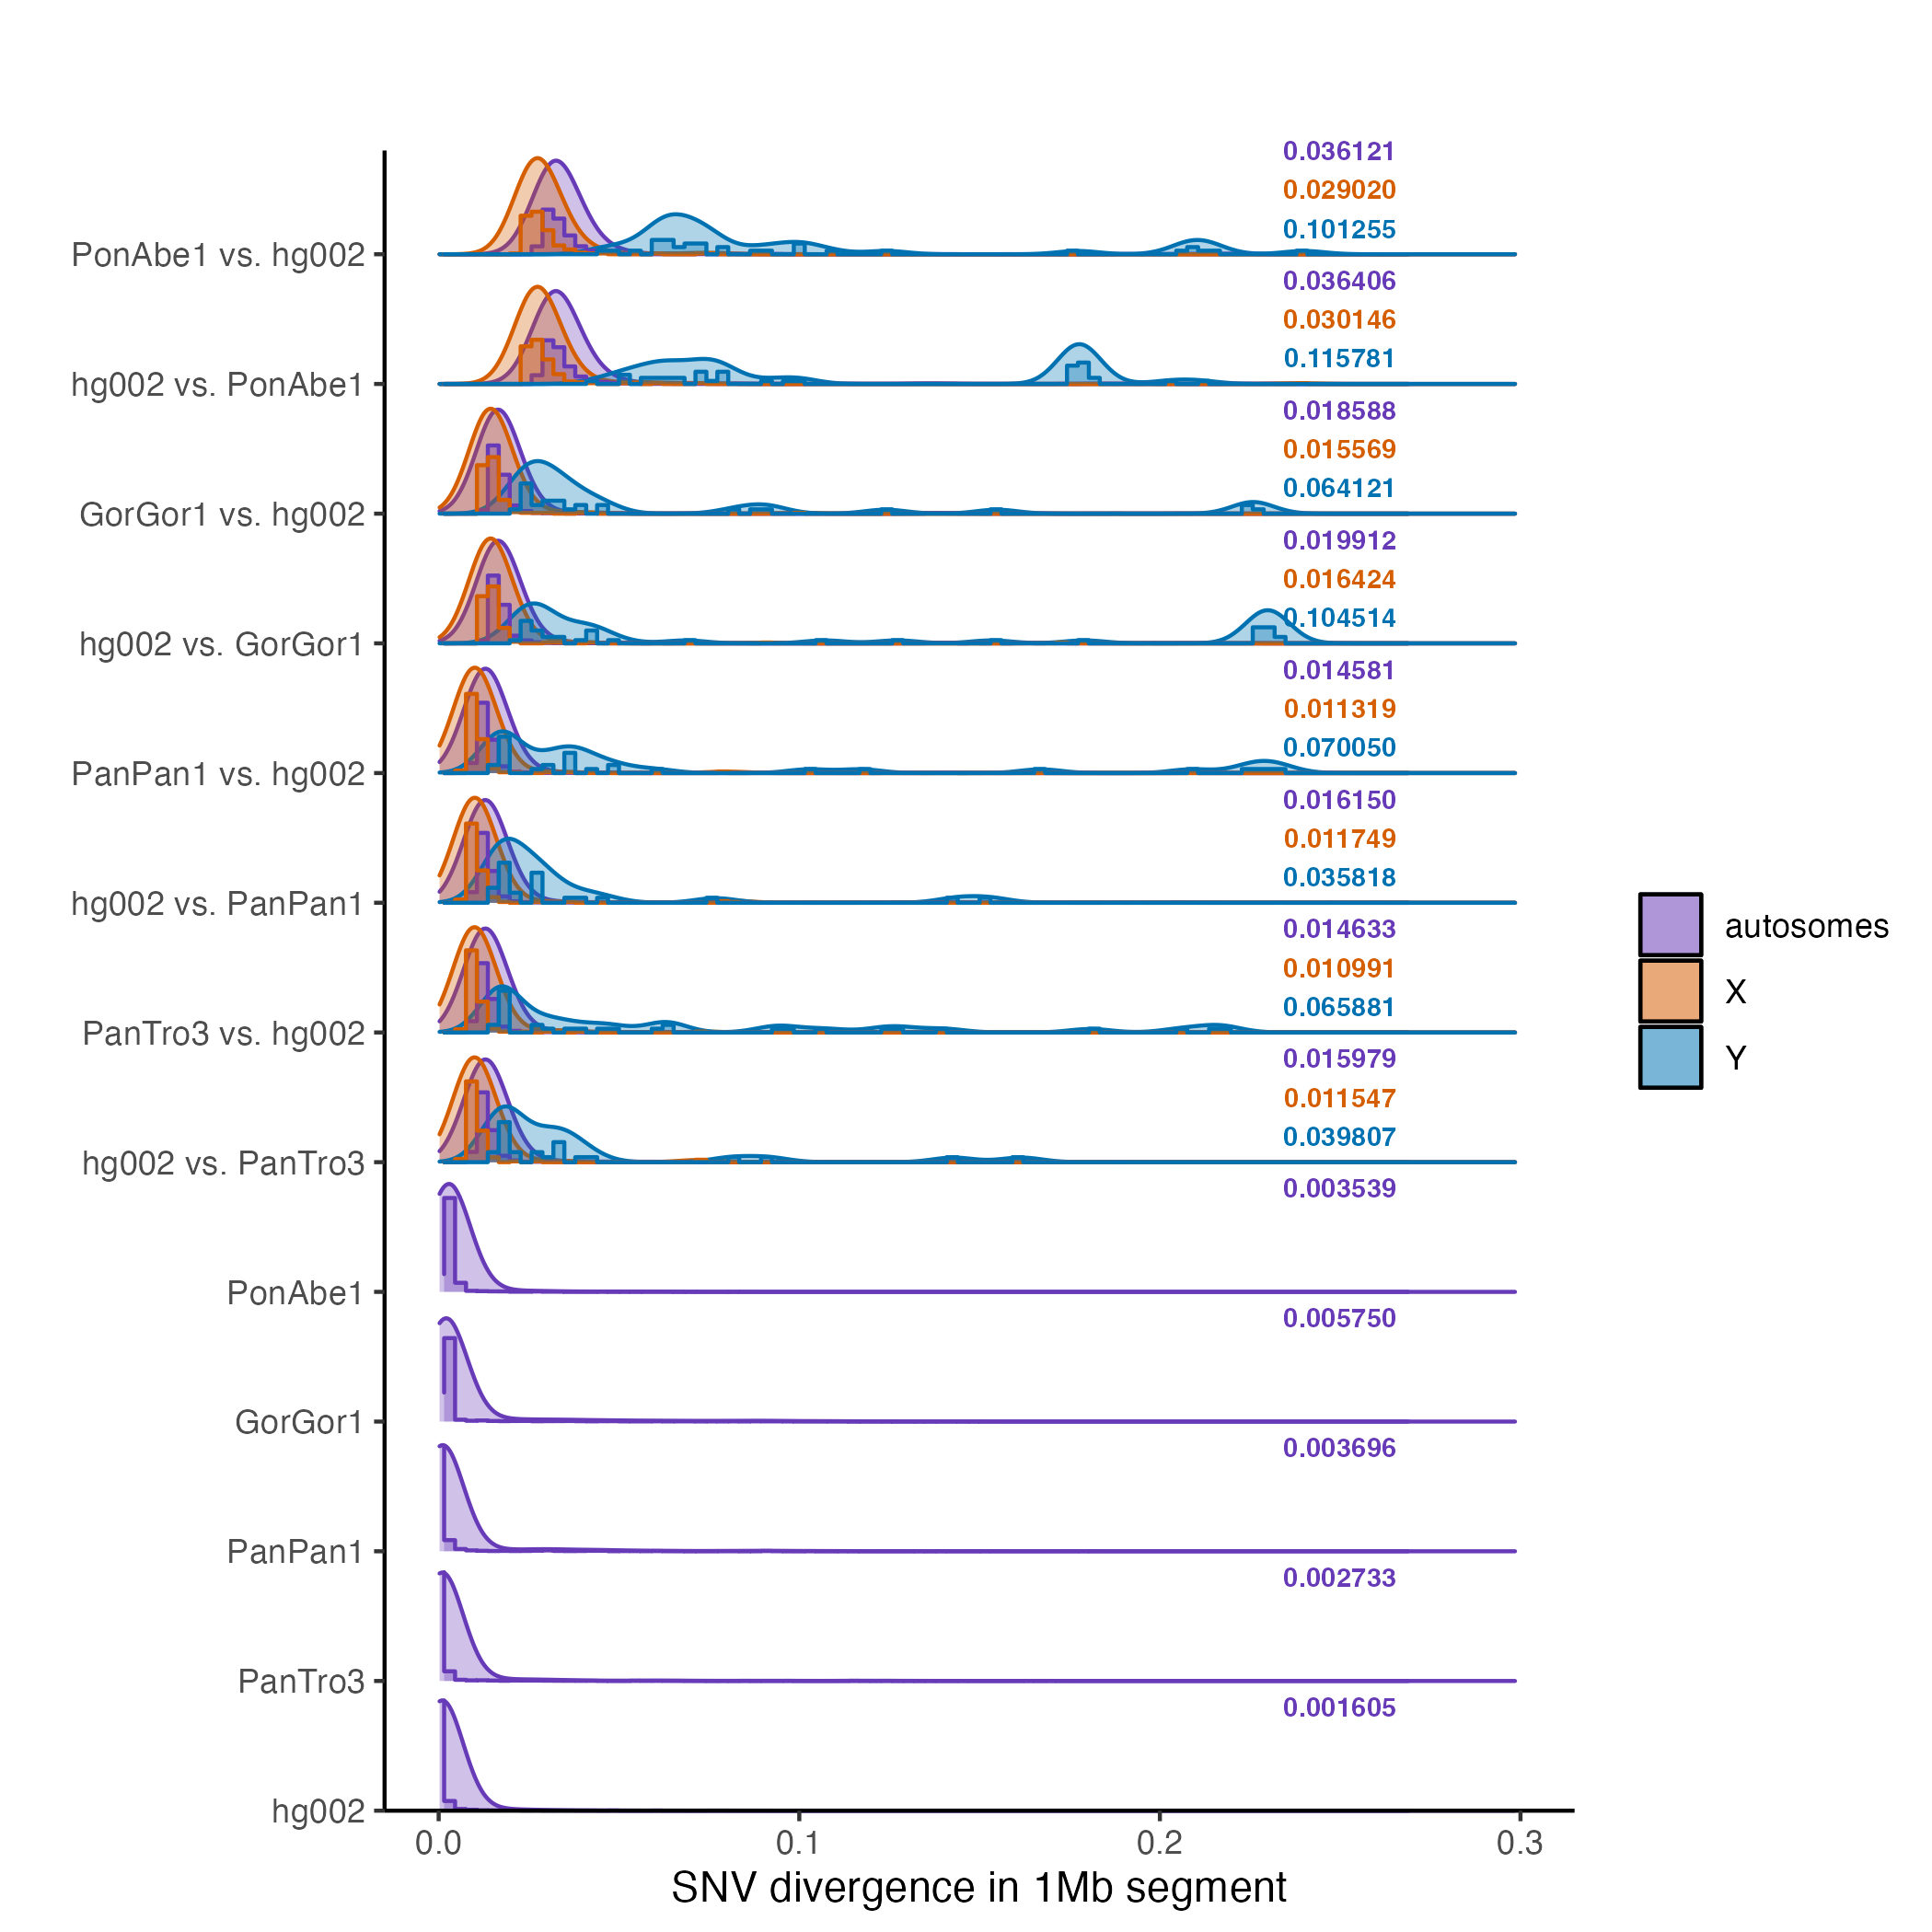 0.036121
0.029020
0.101255
PonAbe1 vs. hg002
0.036406
0.030146
0.115781
hg002 vs. PonAbe1
0.018588
0.015569
0.064121
GorGor1 vs. hg002
0.019912
0.016424
0.104514
hg002 vs. GorGor1
0.014581
0.011319
0.070050
PanPan1 vs. hg002
0.016150
0.011749
0.035818
hg002 vs. PanPan1
0.014633
0.010991
0.065881
PanTro3 vs. hg002
0.015979
0.011547
0.039807
hg002 vs. PanTro3
0.003539
PonAbe1
0.005750
GorGor1
0.003696
PanPan1
0.002733
PanTro3
0.001605
hg002
0.0 0.1 0.2 0.3
SNV divergence in 1Mb segment
autosomes
X
Y